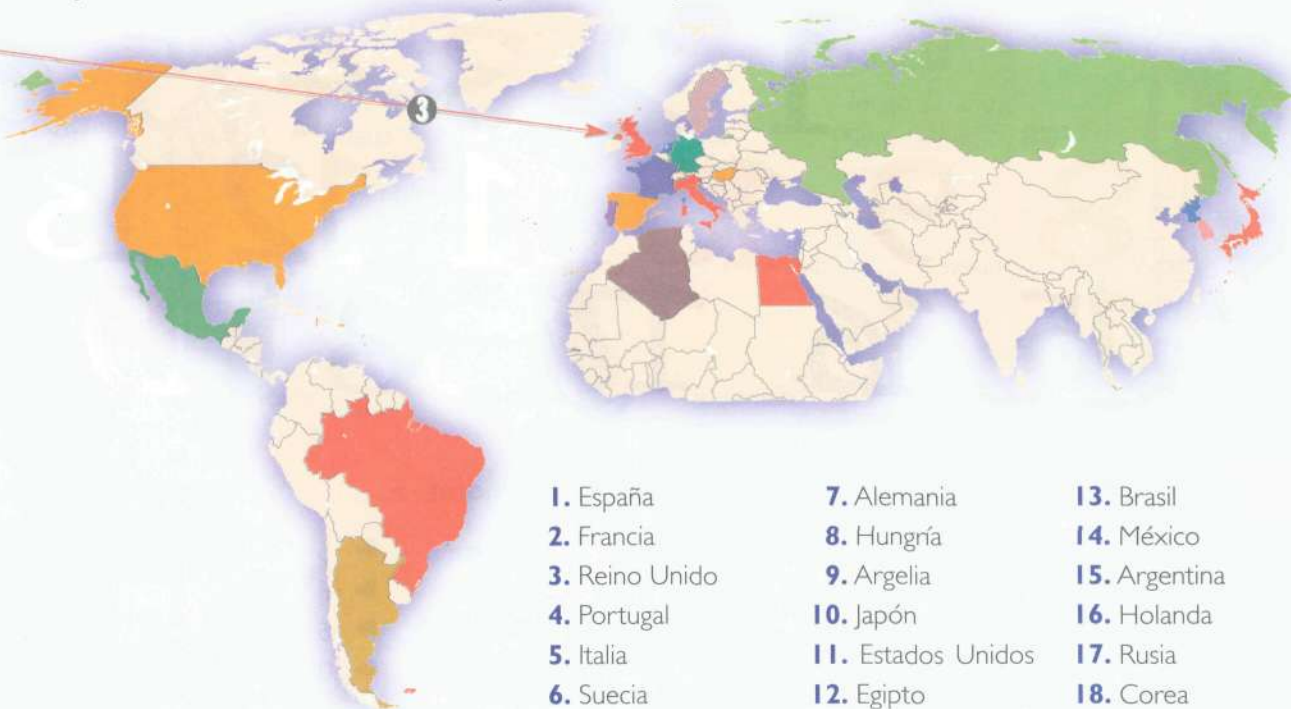 3
1. España
2. Francia
3. Reino Unido
4. Portugal
5. Italia
6. Suecia
7. Alemania
8. Hungría
9. Argelia
10. Japón
11. Estados Unidos
12. Egipto
13. Brasil
14. México
15. Argentina
16. Holanda
17. Rusia
18. Corea